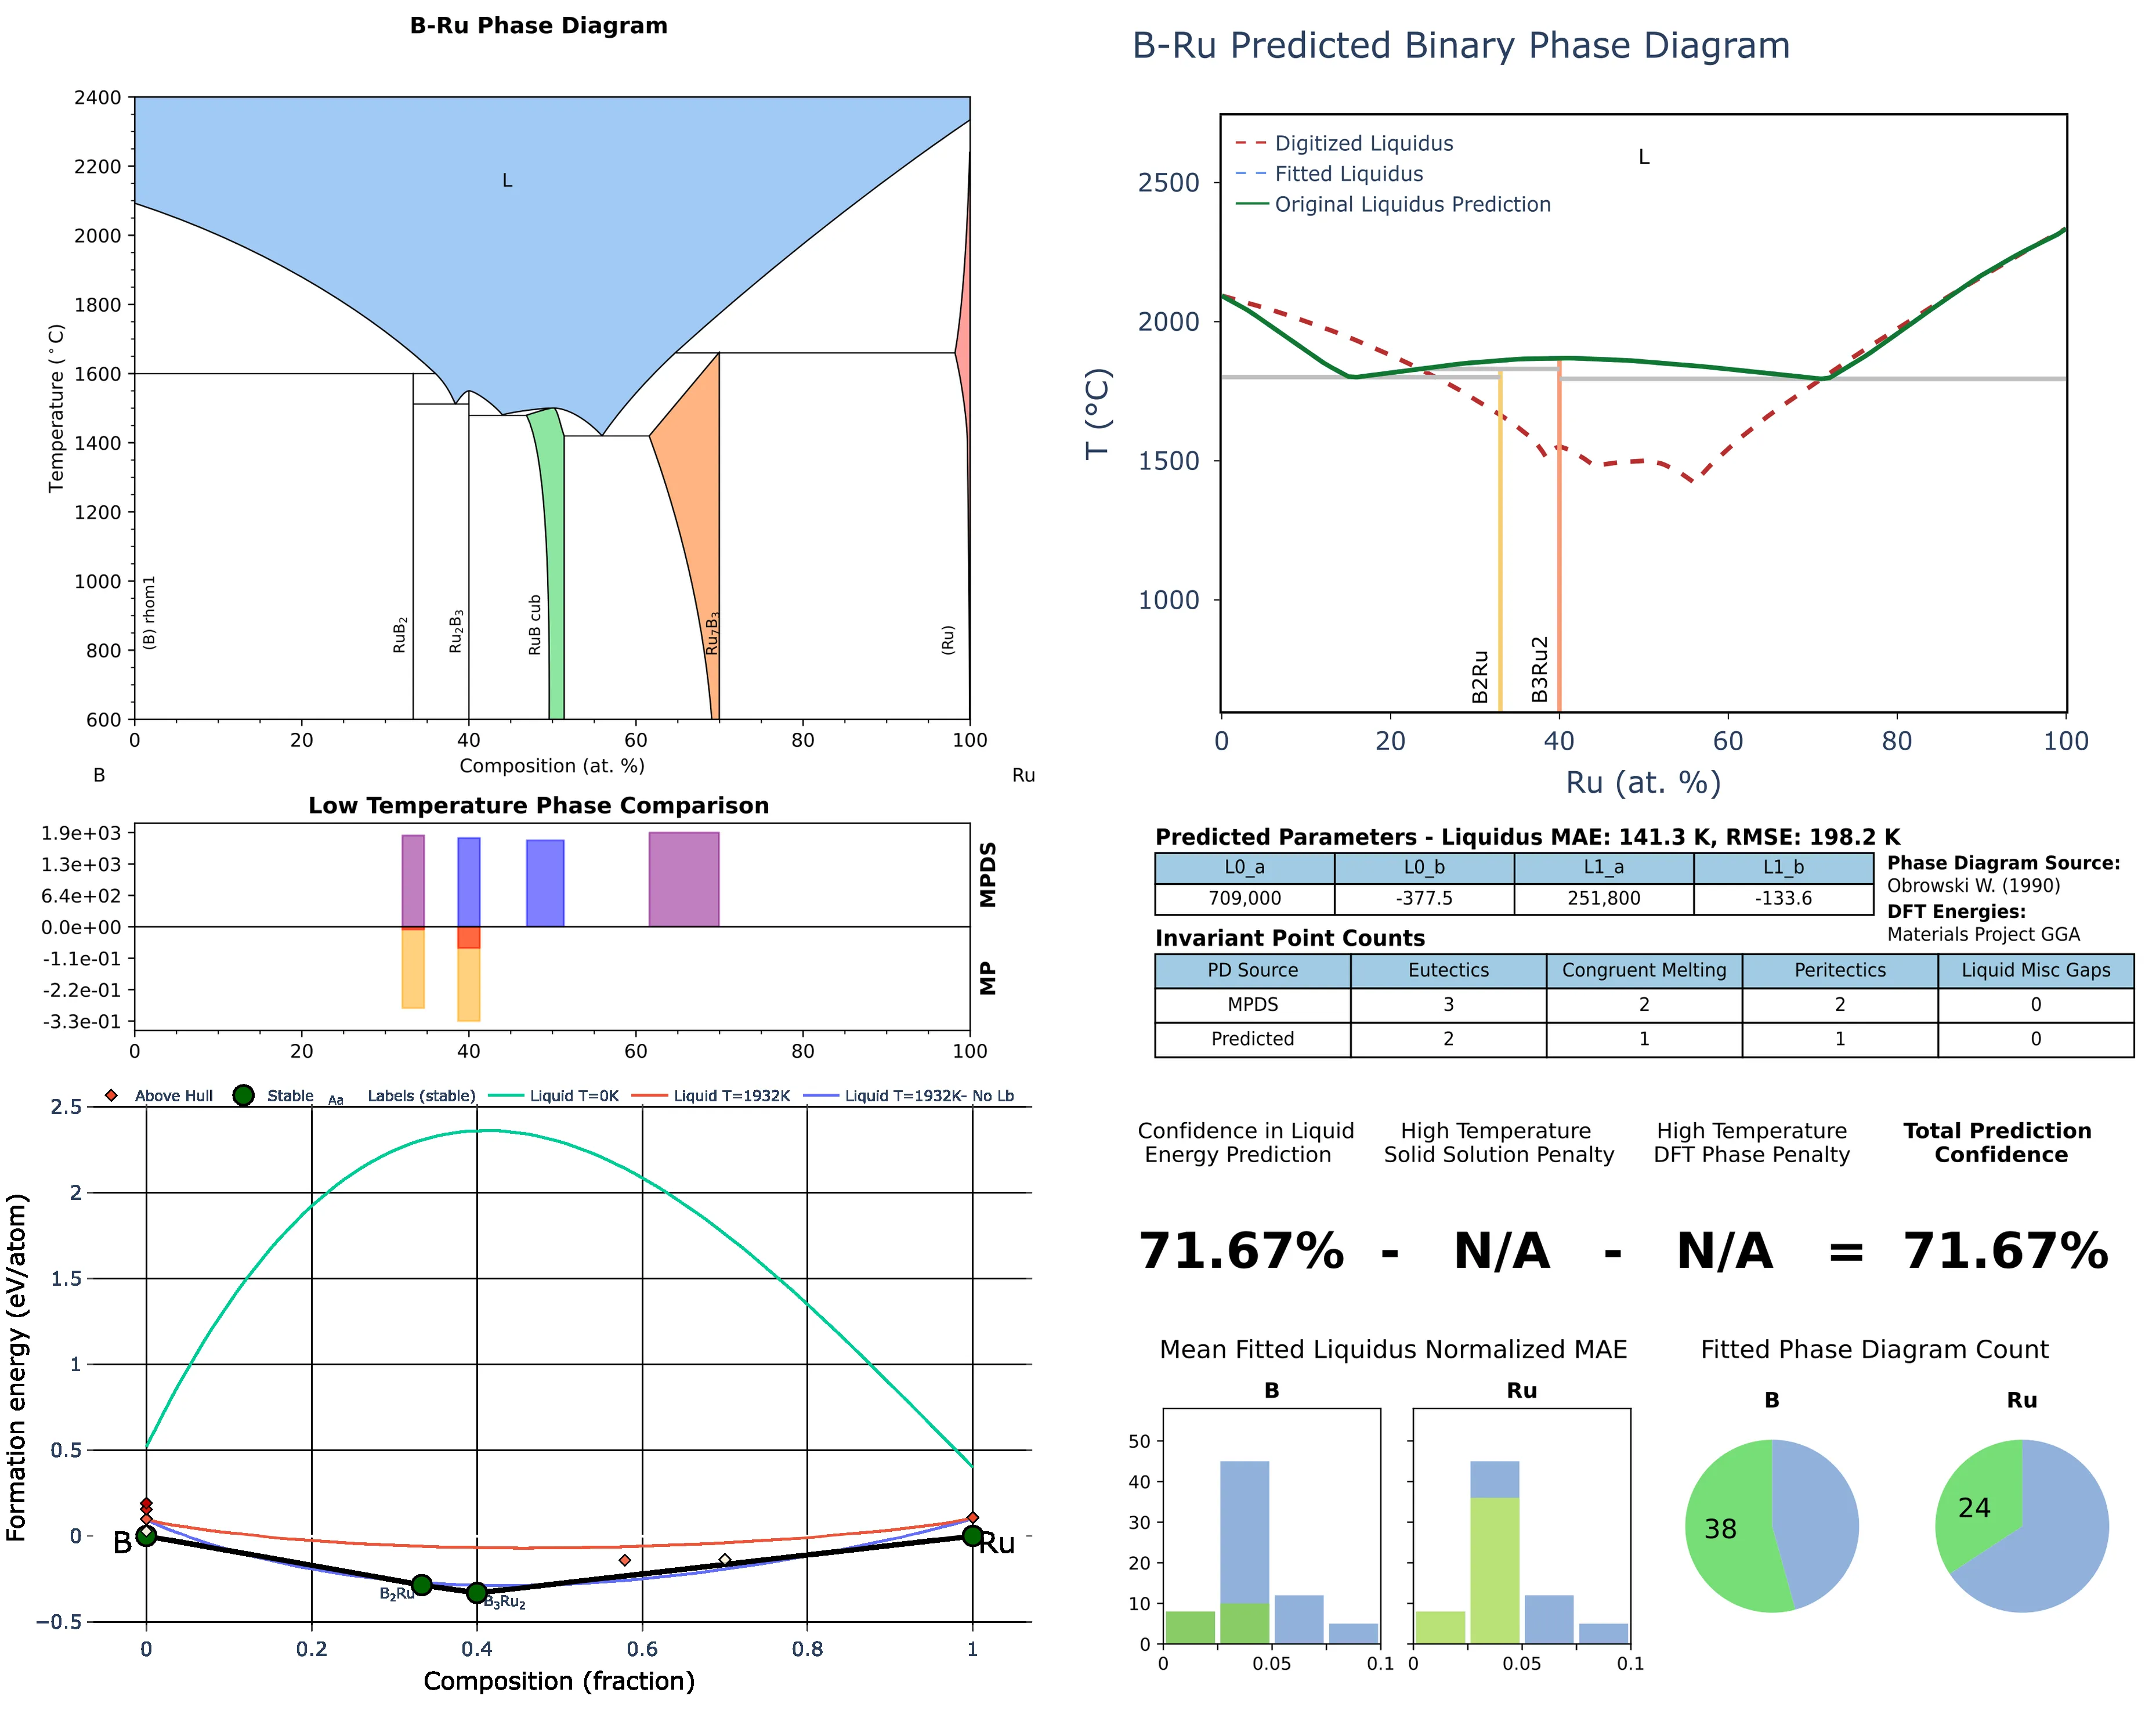 B-Ru Phase Diagram
2400
2200
2000
1800
1600
1400
1200
1000
800
600
Temperature (°C)
L
(B) rhom1
RuB2
Ru2B3
RuB cub
Ru7B3
(Ru)
0 20 40 60 80 100
Composition (at. %)
B Ru
Low Temperature Phase Comparison
1.9e+03
1.3e+03
6.4e+02
0.0e+00
-1.1e-01
-2.2e-01
-3.3e-01
MPDS
MP
0 20 40 60 80 100
Above Hull Stable Aa Labels (stable) Liquid T=0K Liquid T=1932K Liquid T=1932K- No Lb
2.5
2
1.5
1
0.5
0
−0.5
Formation energy (eV/atom)
B
B2Ru
B3Ru2
Ru
0 0.2 0.4 0.6 0.8 1
Composition (fraction)
B-Ru Predicted Binary Phase Diagram
Digitized Liquidus
Fitted Liquidus
Original Liquidus Prediction
L
2500
2000
1500
1000
T (°C)
B2Ru
B3Ru2
0 20 40 60 80 100
Ru (at. %)
Predicted Parameters - Liquidus MAE: 141.3 K, RMSE: 198.2 K
L0_a L0_b L1_a L1_b
709,000 -377.5 251,800 -133.6
Phase Diagram Source:
Obrowski W. (1990)
DFT Energies:
Materials Project GGA
Invariant Point Counts
PD Source Eutectics Congruent Melting Peritectics Liquid Misc Gaps
MPDS 3 2 2 0
Predicted 2 1 1 0
Confidence in Liquid
Energy Prediction
High Temperature
Solid Solution Penalty
High Temperature
DFT Phase Penalty
Total Prediction
Confidence
71.67% - N/A - N/A = 71.67%
Mean Fitted Liquidus Normalized MAE
B Ru
50
40
30
20
10
0
0 0.05 0.1
0 0.05 0.1
Fitted Phase Diagram Count
B Ru
38
24